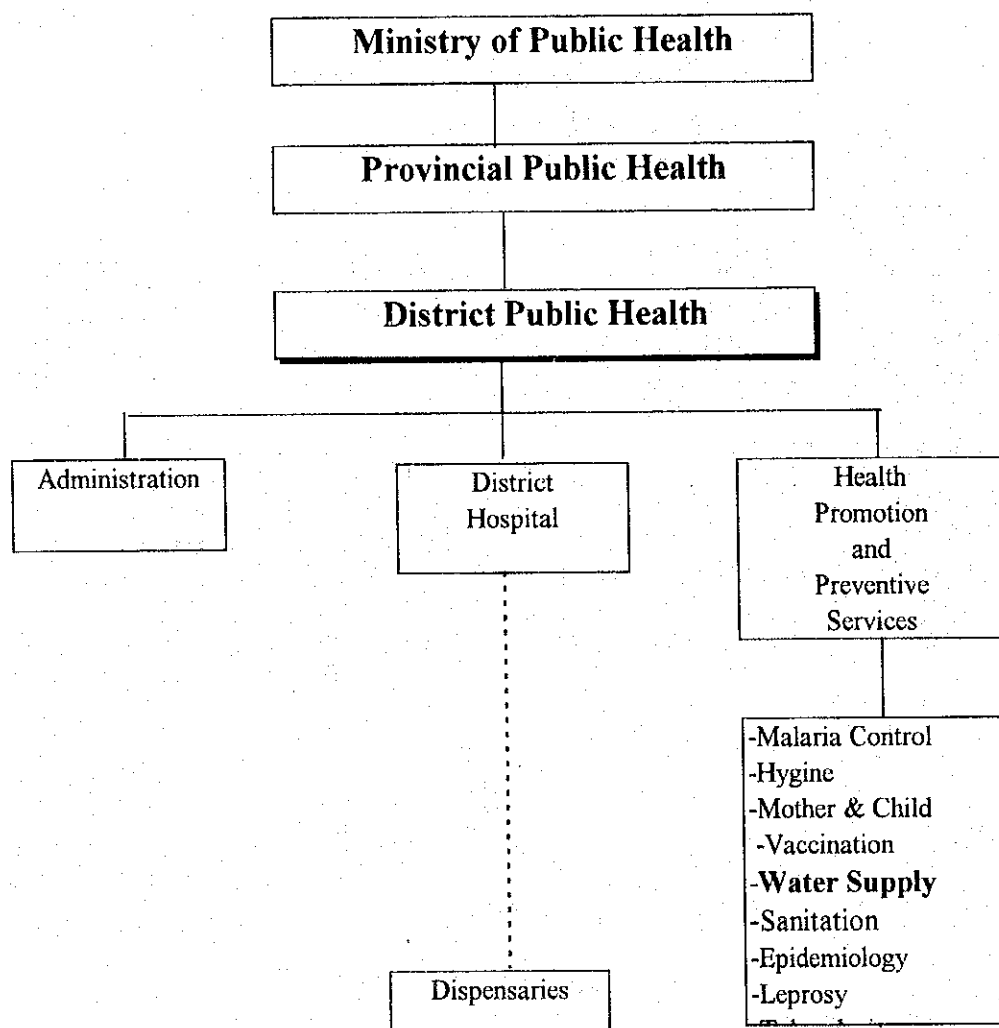 Ministry of Public Health
Provincial Public Health
District Public Health
Administration
District
Hospital
Health
Promotion
and
Preventive
Services
-Malaria Control
-Hygine
-Mother & Child
-Vaccination
-Water Supply
-Sanitation
-Epidemiology
-Leprosy
Dispensaries